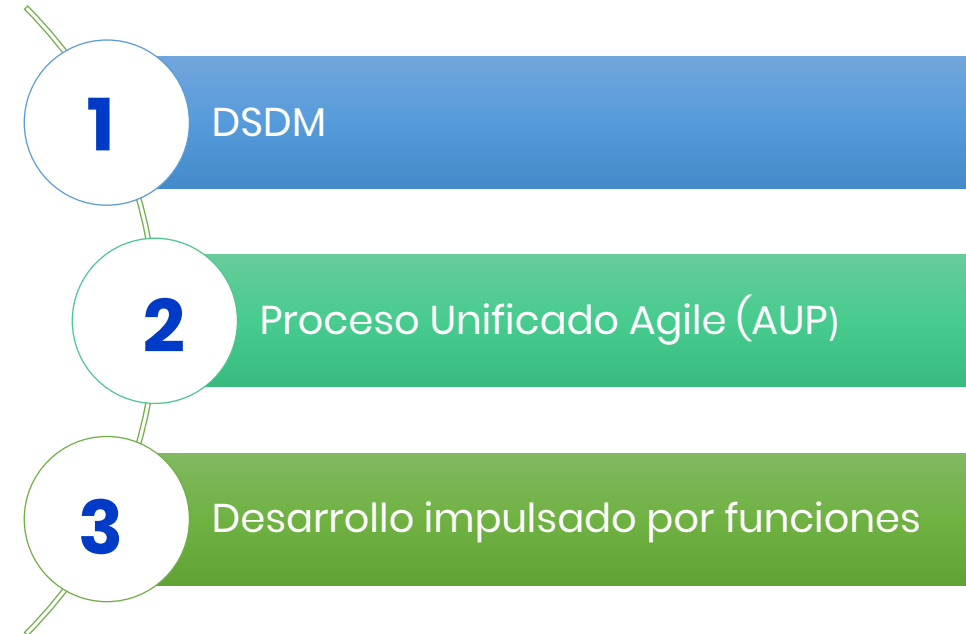 1
DSDM
2
Proceso Unificado Agile (AUP)
3
Desarrollo impulsado por funciones